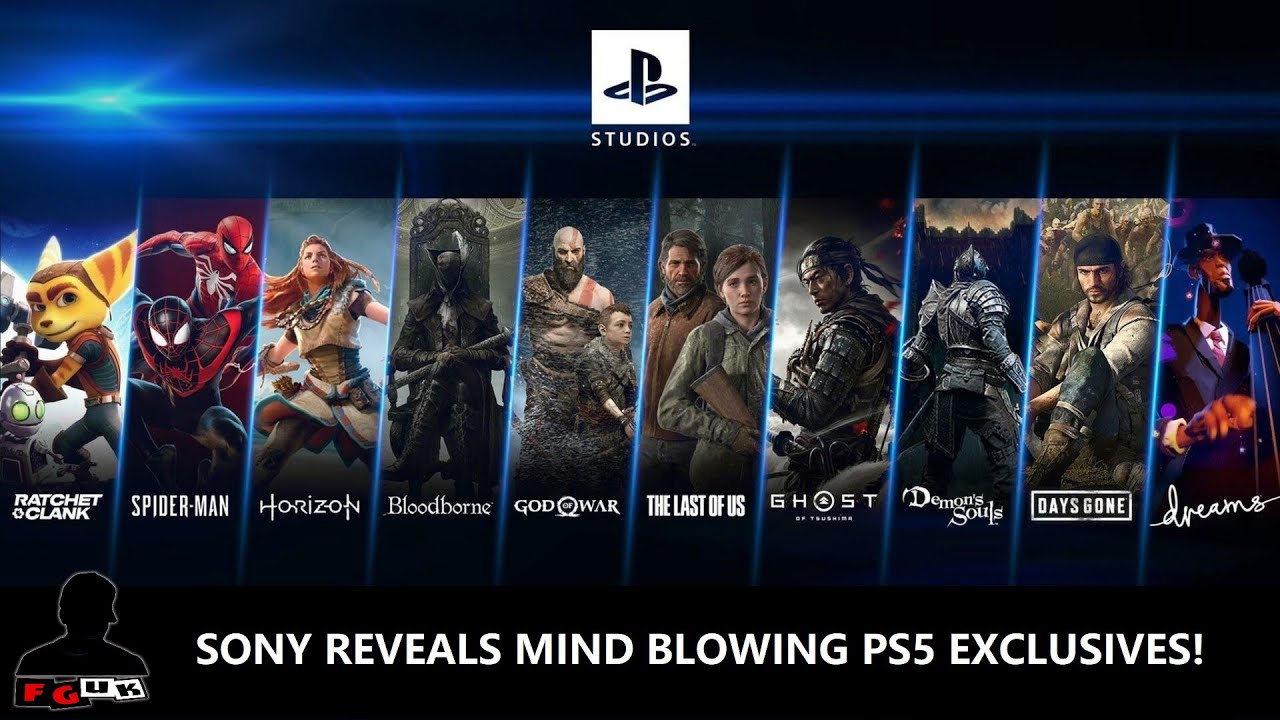 STUDIOS
RATCHET
& CLANK
SPIDER-MAN
HORIZON
Bloodborne
GOD OF WAR
THE LAST OF US
GHOST
OF TSUSHIMA
Demon's
Souls
DAYS GONE
dreams
FGUK
SONY REVEALS MIND BLOWING PS5 EXCLUSIVES!